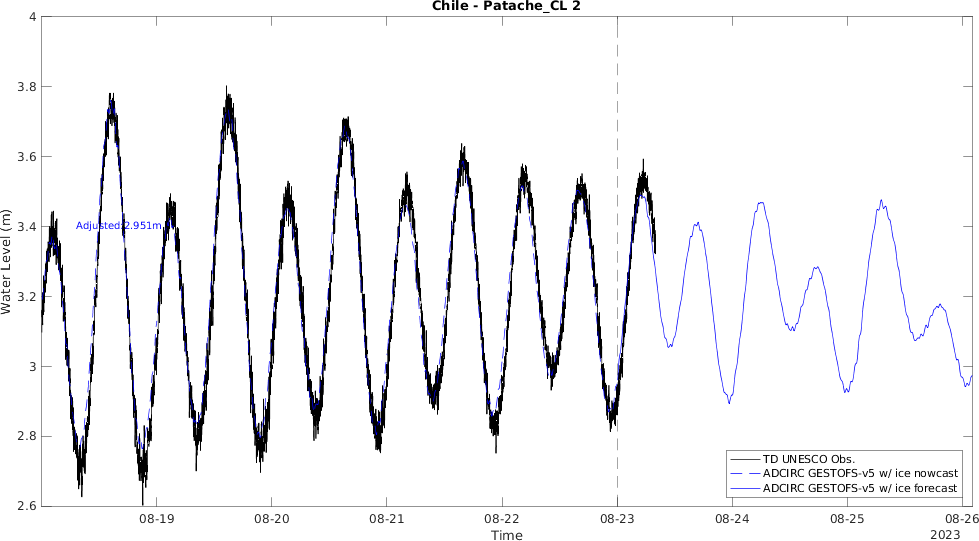 Chile - Patache_CL 2
4
3.8
3.6
3.4
3.2
3
2.8
2.6
Water Level (m)
Adjusted:2.951m
08-19
08-20
08-21
08-22
08-23
08-24
08-25
08-26
Time
2023
TD UNESCO Obs.
ADCIRC GESTOFS-v5 w/ ice nowcast
ADCIRC GESTOFS-v5 w/ ice forecast